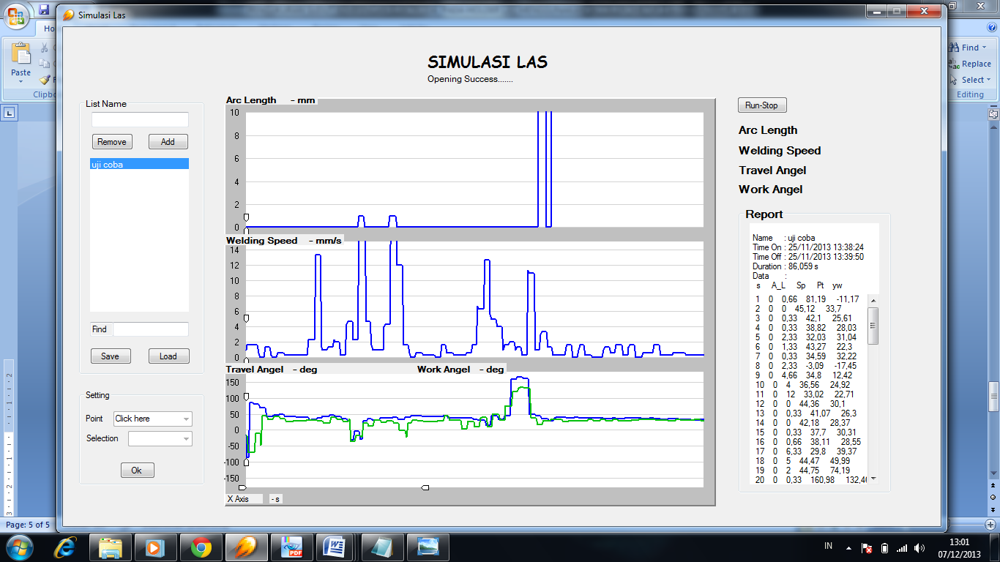 Simulasi Las
Ho
Paste
Clipbo
Find
Replace
Select
Editing
SIMULASI LAS
Opening Success.......
List Name
Remove
Add
uji coba
Find
Save
Load
Setting
Point
Click here
Selection
Ok
Arc Length - mm
10
8
6
4
2
0
Welding Speed - mm/s
14
12
10
8
6
4
2
0
Travel Angel - deg
Work Angel - deg
150
100
50
0
-50
-100
-150
X Axis - s
Run-Stop
Arc Length
Welding Speed
Travel Angel
Work Angel
Report
Name : uji coba
Time On : 25/11/2013 13:38:24
Time Off : 25/11/2013 13:39:50
Duration : 86,059 s
Data :
s A_L Sp Pt yw
1 0 0,66 81,19 -11,17
2 0 0 45,12 33,7
3 0 0,33 42,1 25,61
4 0 0,33 38,82 28,03
5 0 2,33 32,03 31,04
6 0 1,33 43,27 22,3
7 0 0,33 34,59 32,22
8 0 2,33 -3,09 -17,45
9 0 4,66 34,8 12,42
10 0 4 36,56 24,92
11 0 12 33,02 22,71
12 0 0 44,36 30,1
13 0 0,33 41,07 26,3
14 0 0 42,18 28,37
15 0 0,33 37,7 30,31
16 0 0,66 38,11 28,55
17 0 6,33 29,8 39,37
18 0 5 44,47 49,99
19 0 2 44,75 74,19
20 0 0,33 160,98 132,46
Page: 5 of 5
PDF
IN
13:01
07/12/2013